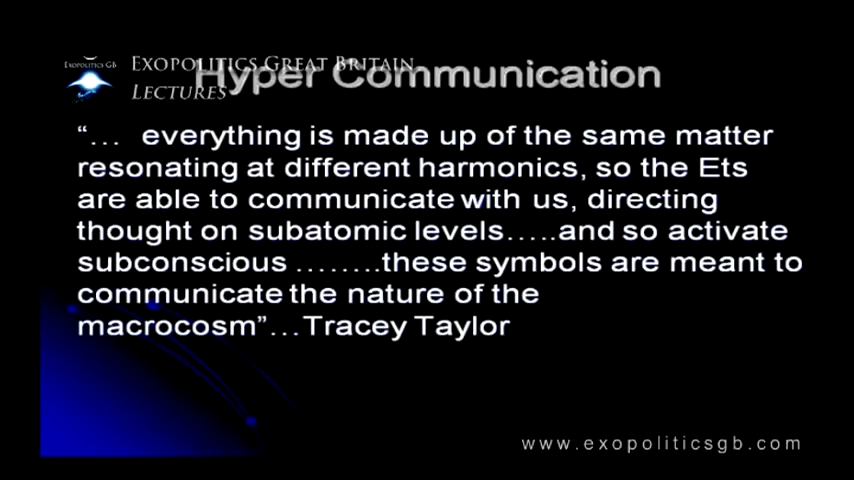 Exopolitics GB
Exopolitics Great Britain
Lectures
Hyper Communication
“… everything is made up of the same matter
resonating at different harmonics, so the Ets
are able to communicate with us, directing
thought on subatomic levels…..and so activate
subconscious ……..these symbols are meant to
communicate the nature of the
macrocosm”…Tracey Taylor
www.exopoliticsgb.com